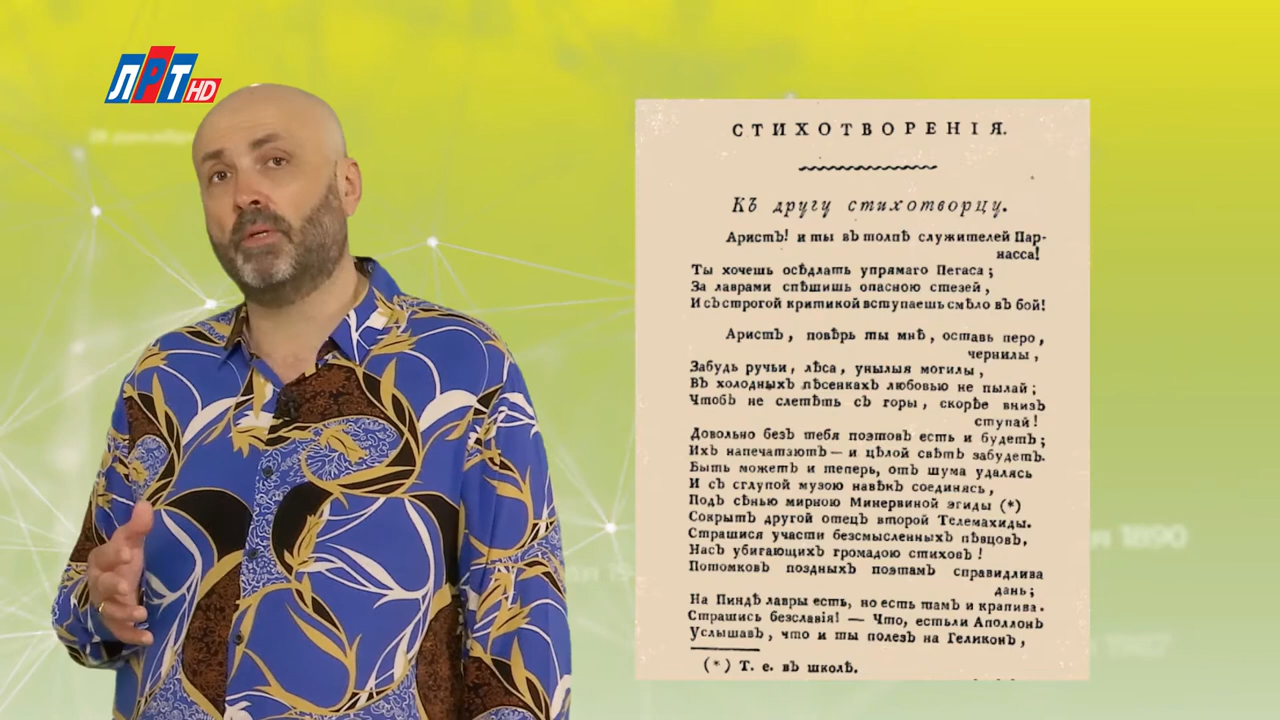 ЛРТ HD
СТИХОТВОРЕНІЯ.
Къ другу стихотворцу.
Аристъ! и ты въ толпѣ служителей Пар-
насса!
Ты хочешь осѣдлать упрямаго Пегаса;
За лаврами спѣшишь опасною стезей,
И съ строгой критикой вступаешь смѣло въ бой!
Аристъ, повѣрь ты мнѣ, оставь перо,
чернилы,
Забудь ручьи, лѣса, унылыя могилы,
Въ холодныхъ пѣсенкахъ любовью не пылай;
Чтобъ не слетѣть съ горы, скорѣе внизъ
ступай!
Довольно безъ тебя поэтовъ есть и будетъ;
Ихъ напечатаютъ — и цѣлой свѣтъ забудетъ.
Быть можетъ и теперь, отъ шума удалясь
И съ сглупой музою навѣкъ соединясь,
Подъ сѣнью мирною Минервиной эгиды (*)
Сокрытъ другой отецъ второй Телемахиды.
Страшися участи безсмысленныхъ пѣвцовъ,
Насъ убигающихъ громадою стиховъ!
Потомковъ поздныхъ поэтамъ справидлива
дань;
На Пиндѣ лавры есть, но есть тамъ и крапива.
Страшись безславія! — Что, естьли Аполлонъ
Услышавъ, что и ты полезъ на Геликонъ,
(*) Т. е. въ школѣ.
я 1890